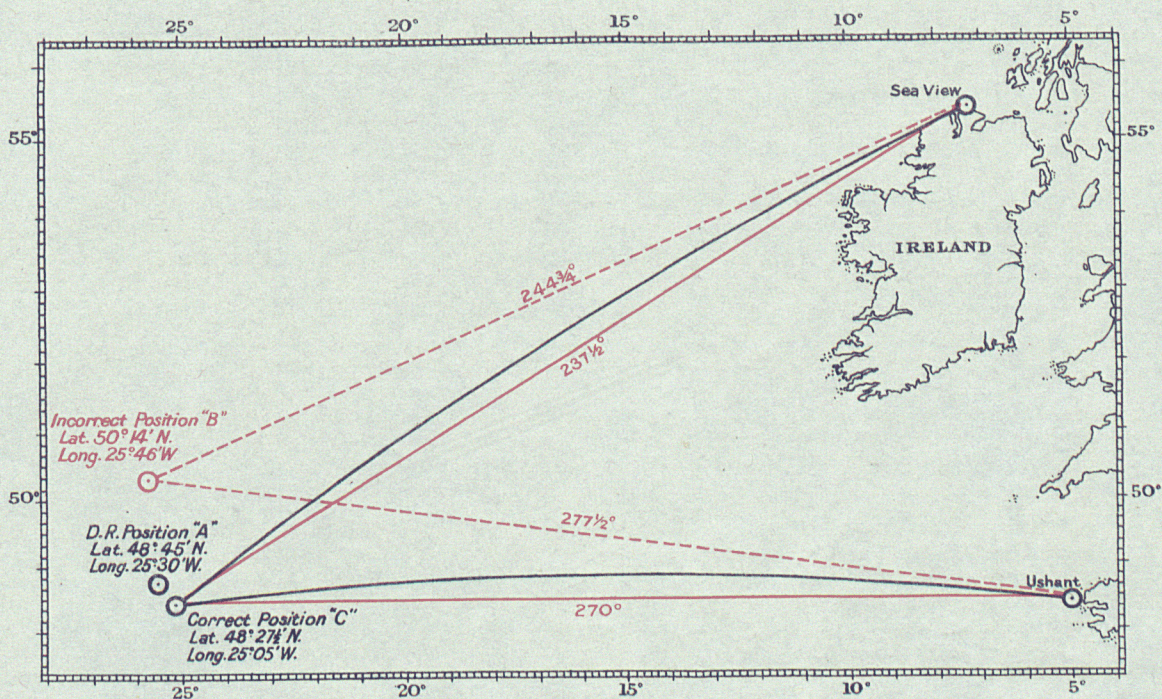 25° 20° 15° 10° 5°
Sea View
55° 55°
IRELAND
244¾°
237½°
Incorrect Position "B"
Lat. 50° 14' N.
Long. 25° 46' W
50° 50°
277½°
D.R. Position "A"
Lat. 48° 45' N.
Long. 25° 30' W.
Ushant
270°
Correct Position "C"
Lat. 48° 27½' N.
Long. 25° 05' W.
25° 20° 15° 10° 5°